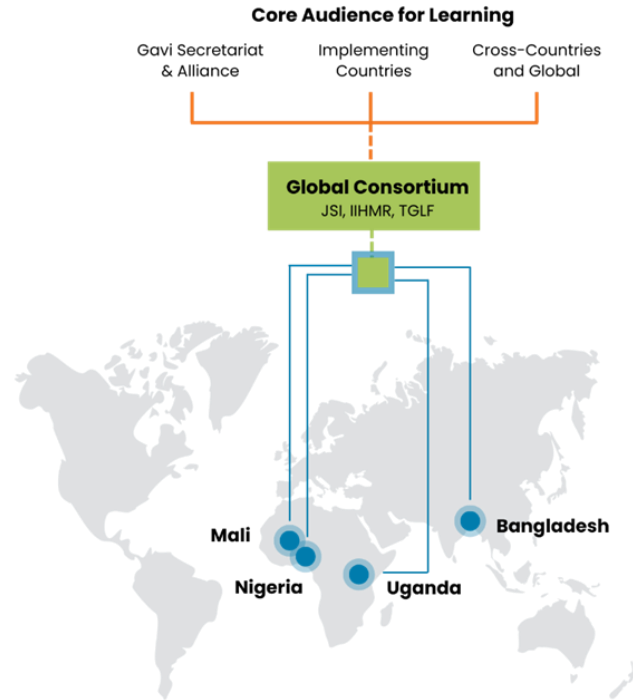 Core Audience for Learning
Gavi Secretariat
& Alliance
Implementing
Countries
Cross-Countries
and Global
Global Consortium
JSI, IIHMR, TGLF
Mali
Nigeria
Uganda
Bangladesh